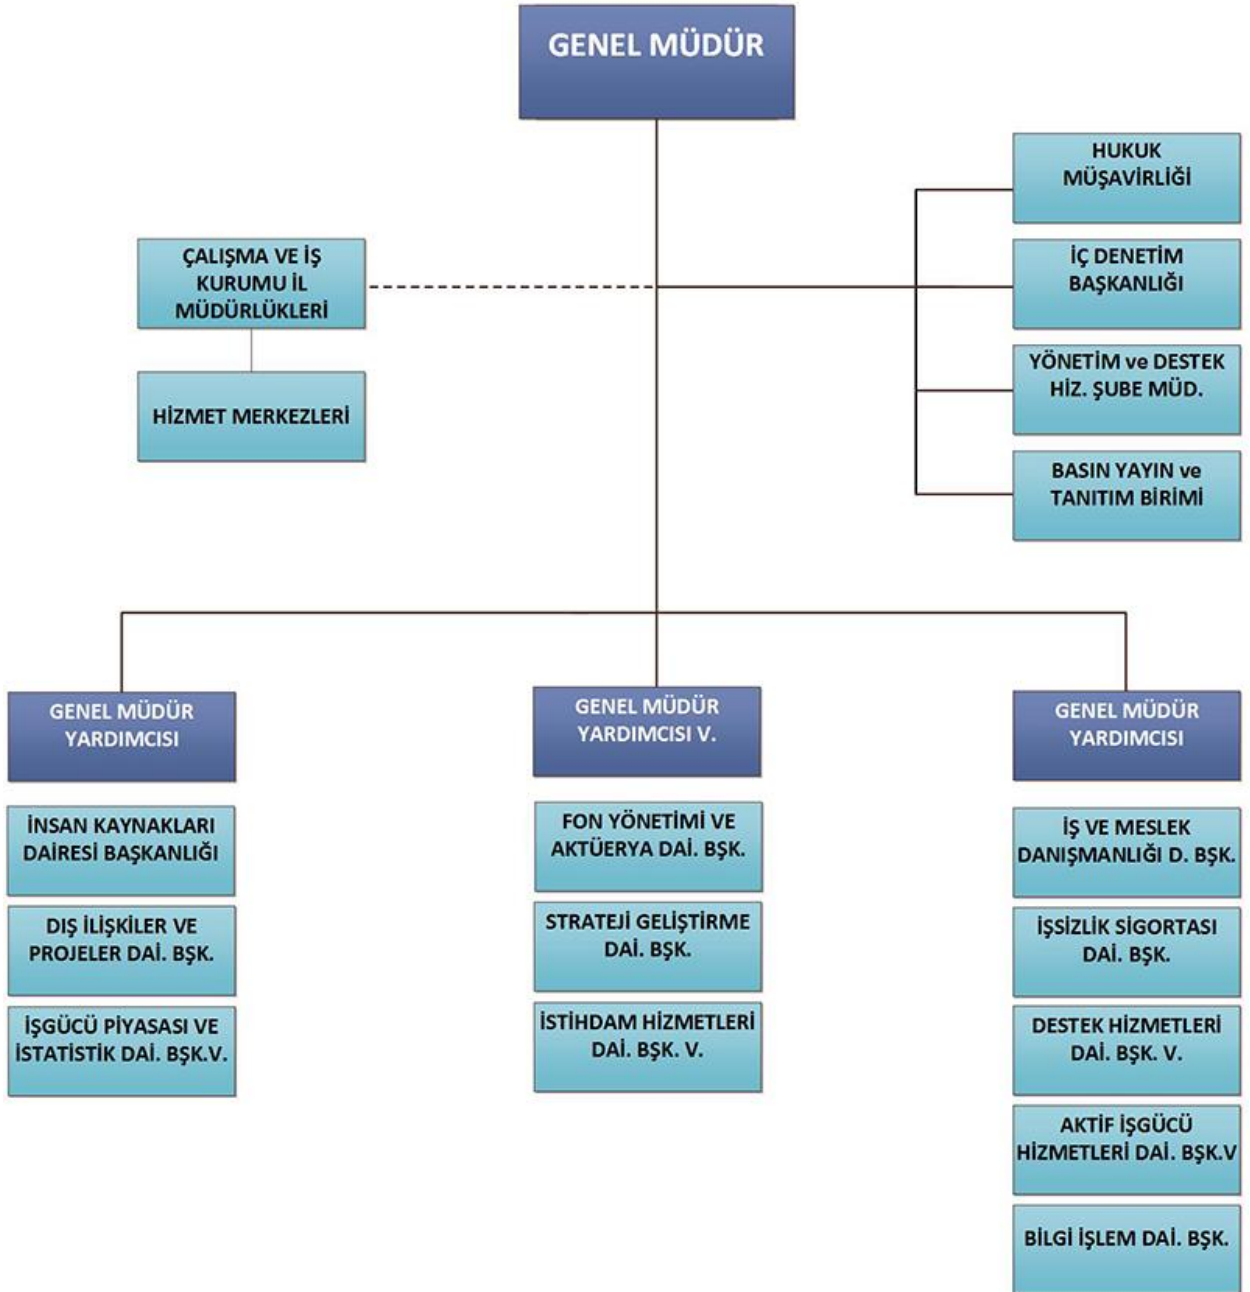 GENEL MÜDÜR
HUKUK
MÜŞAVİRLİĞİ
ÇALIŞMA VE İŞ
KURUMU İL
MÜDÜRLÜKLERİ
İÇ DENETİM
BAŞKANLIĞI
HİZMET MERKEZLERİ
YÖNETİM ve DESTEK
HİZ. ŞUBE MÜD.
BASIN YAYIN ve
TANITIM BİRİMİ
GENEL MÜDÜR
YARDIMCISI
İNSAN KAYNAKLARI
DAİRESİ BAŞKANLIĞI
DIŞ İLİŞKİLER VE
PROJELER DAİ. BŞK.
İŞGÜCÜ PİYASASI VE
İSTATİSTİK DAİ. BŞK.V.
GENEL MÜDÜR
YARDIMCISI V.
FON YÖNETİMİ VE
AKTÜERYA DAİ. BŞK.
STRATEJİ GELİŞTİRME
DAİ. BŞK.
İSTİHDAM HİZMETLERİ
DAİ. BŞK. V.
GENEL MÜDÜR
YARDIMCISI
İŞ VE MESLEK
DANIŞMANLIĞI D. BŞK.
İŞSİZLİK SİGORTASI
DAİ. BŞK.
DESTEK HİZMETLERİ
DAİ. BŞK. V.
AKTİF İŞGÜCÜ
HİZMETLERİ DAİ. BŞK.V
BİLGİ İŞLEM DAİ. BŞK.